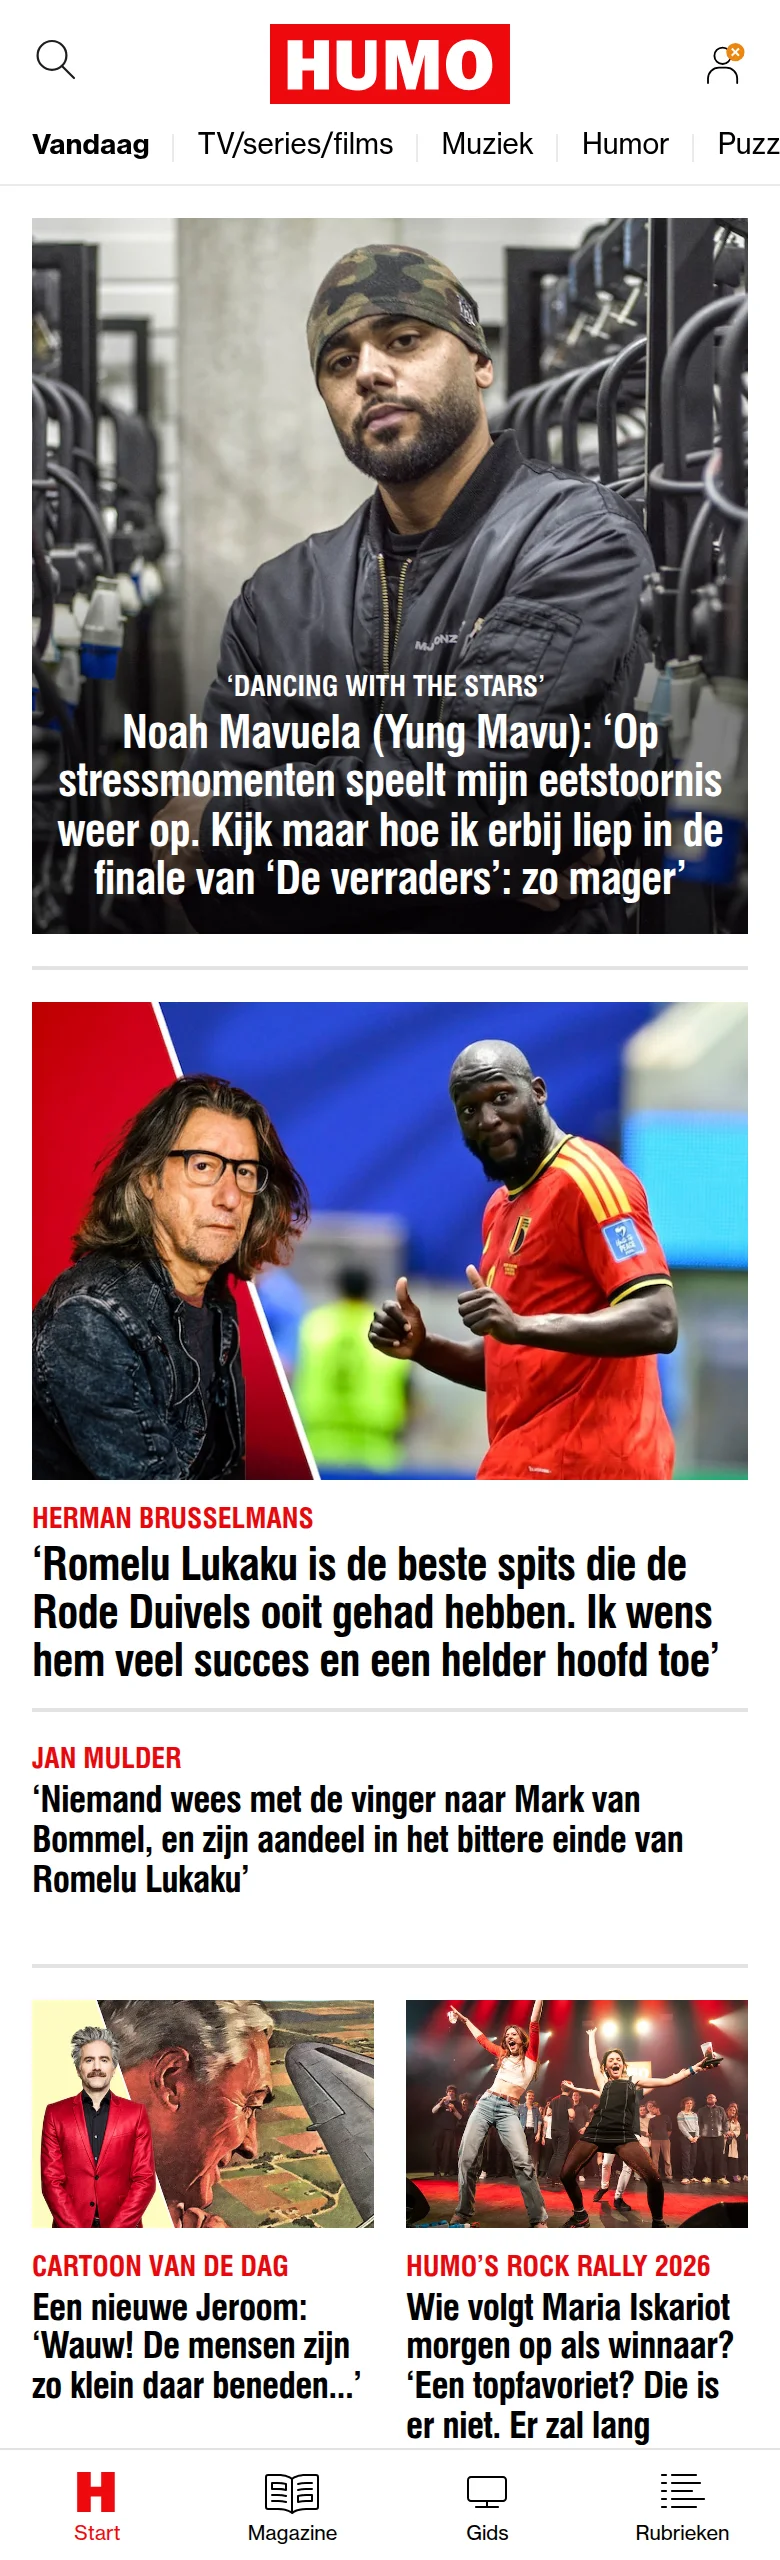 HUMO
Vandaag
TV/series/films
Muziek
Humor
Puzz
MJONZ
‘DANCING WITH THE STARS’
Noah Mavuela (Yung Mavu): ‘Op
stressmomenten speelt mijn eetstoornis
weer op. Kijk maar hoe ik erbij liep in de
finale van ‘De verraders’: zo mager’
PEACE
HERMAN BRUSSELMANS
‘Romelu Lukaku is de beste spits die de
Rode Duivels ooit gehad hebben. Ik wens
hem veel succes en een helder hoofd toe’
JAN MULDER
‘Niemand wees met de vinger naar Mark van
Bommel, en zijn aandeel in het bittere einde van
Romelu Lukaku’
CARTOON VAN DE DAG
Een nieuwe Jeroom:
‘Wauw! De mensen zijn
zo klein daar beneden...’
HUMO’S ROCK RALLY 2026
Wie volgt Maria Iskariot
morgen op als winnaar?
‘Een topfavoriet? Die is
er niet. Er zal lang
H
Start
Magazine
Gids
Rubrieken